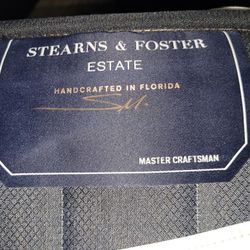 STEARNS & FOSTER
ESTATE
HANDCRAFTED IN FLORIDA
MASTER CRAFTSMAN